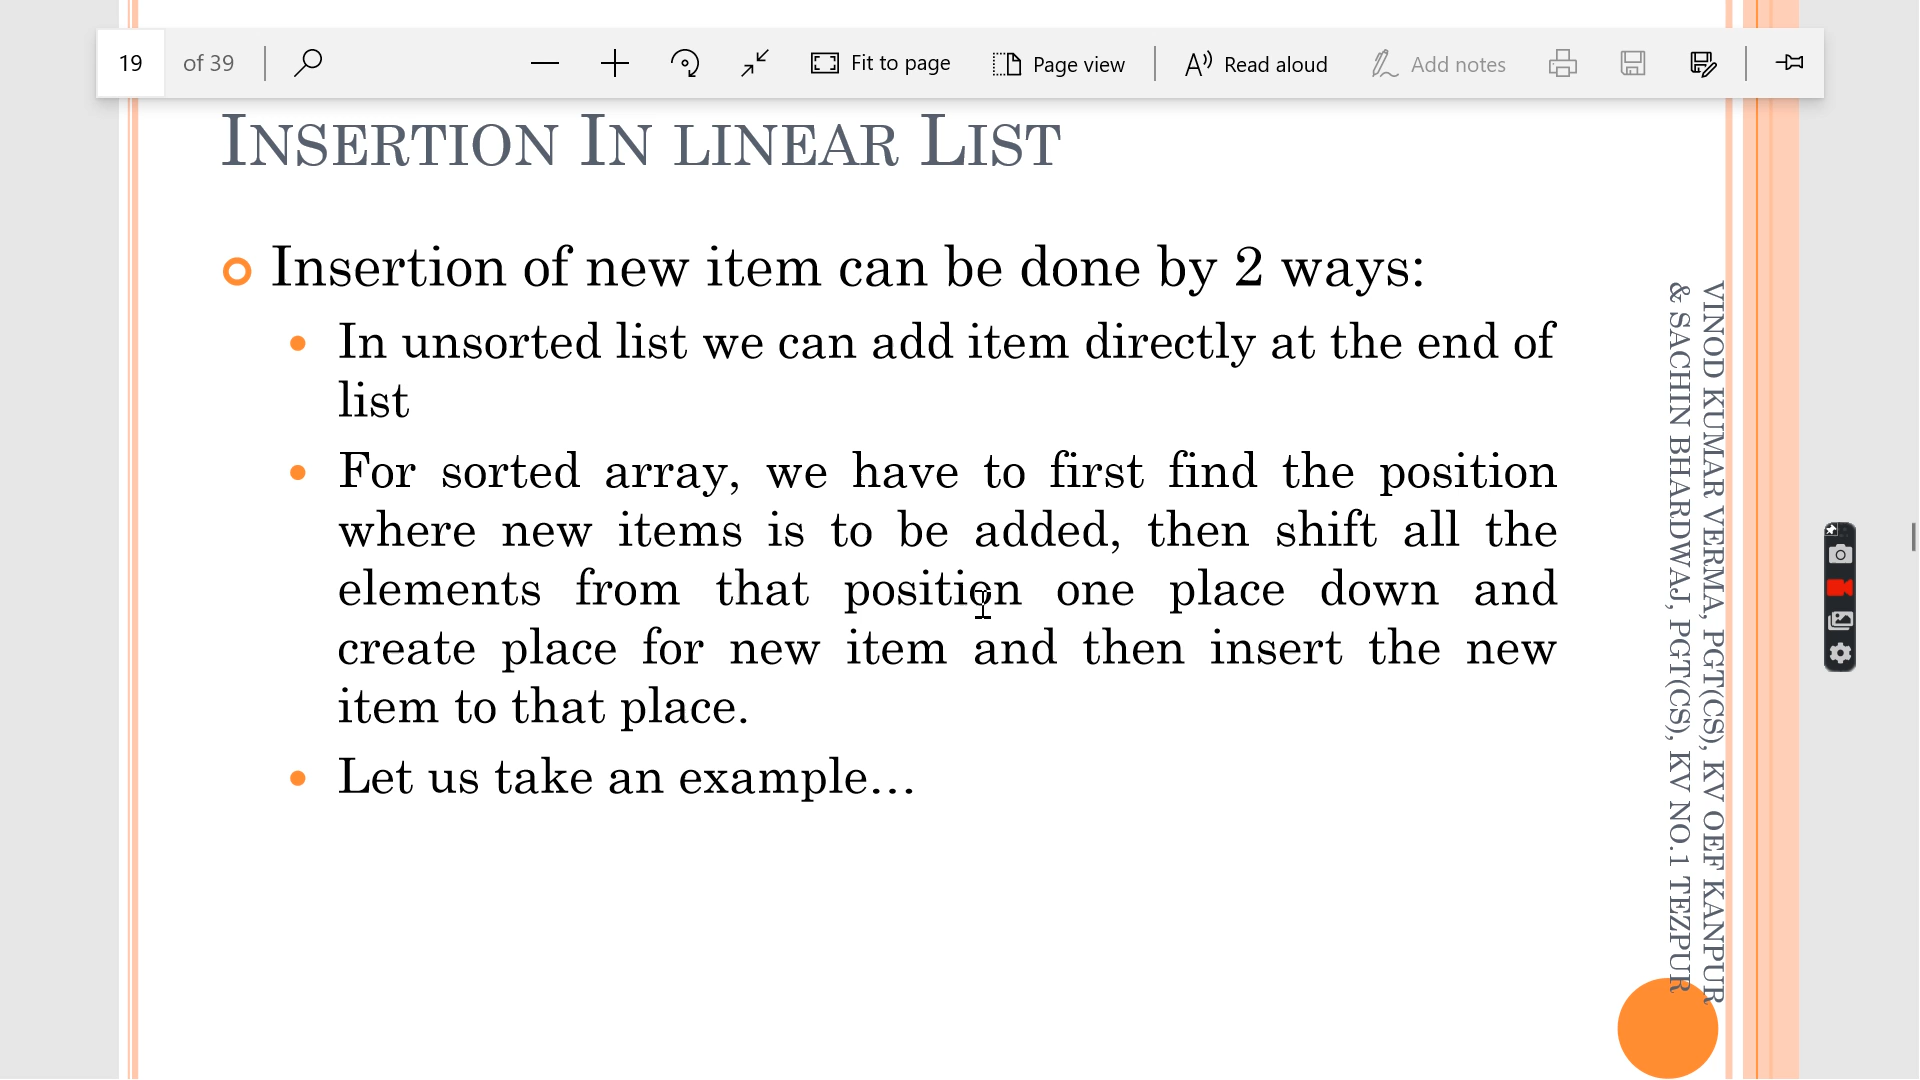 19 of 39 Fit to page Page view Read aloud Add notes
INSERTION IN LINEAR LIST
Insertion of new item can be done by 2 ways:
In unsorted list we can add item directly at the end of
list
For sorted array, we have to first find the position
where new items is to be added, then shift all the
elements from that position one place down and
create place for new item and then insert the new
item to that place.
Let us take an example...
VINOD KUMAR VERMA, PGT(CS), KV OEF KANPUR
& SACHIN BHARDWAJ, PGT(CS), KV NO.1 TEZPUR